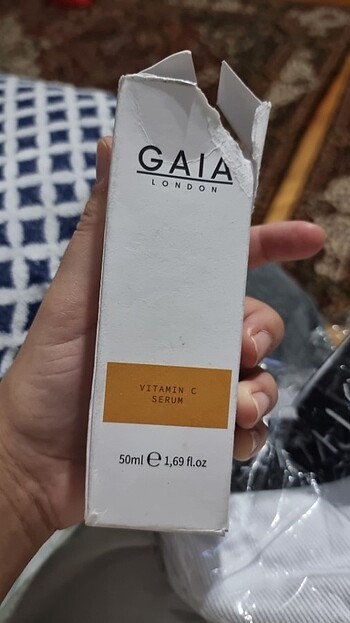 GAIA
LONDON
VITAMIN C
SERUM
50ml ℮ 1,69 fl.oz